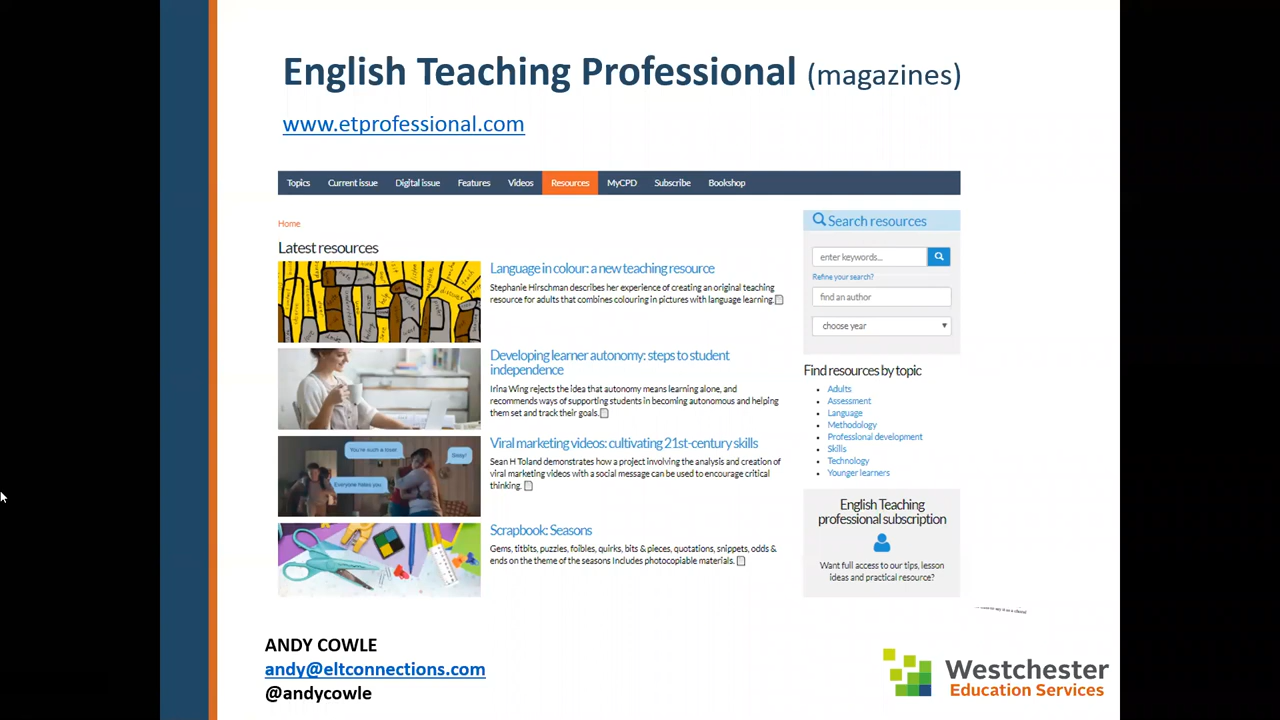 English Teaching Professional (magazines)
www.etprofessional.com
Topics Current issue Digital issue Features Videos Resources MyCPD Subscribe Bookshop
Home
Latest resources
Language in colour: a new teaching resource
Stephanie Hirschman describes her experience of creating an original teaching
resource for adults that combines colouring in pictures with language learning.
Developing learner autonomy: steps to student
independence
Irina Wing rejects the idea that autonomy means learning alone, and
recommends ways of supporting students in becoming autonomous and helping
them set and track their goals.
You're such a loser
Stop!
Everyone hates you
Viral marketing videos: cultivating 21st-century skills
Sean H Toland demonstrates how a project involving the analysis and creation of
viral marketing videos with a social message can be used to encourage critical
thinking.
Scrapbook: Seasons
Gems, titbits, puzzles, foibles, quirks, bits & pieces, quotations, snippets, odds &
ends on the theme of the seasons Includes photocopiable materials.
Search resources
enter keywords...
Refine your search?
find an author
choose year
Find resources by topic
Adults
Assessment
Language
Methodology
Professional development
Skills
Technology
Younger learners
English Teaching
professional subscription
Want full access to our tips, lesson
ideas and practical resource?
ANDY COWLE
andy@eltconnections.com
@andycowle
Westchester
Education Services